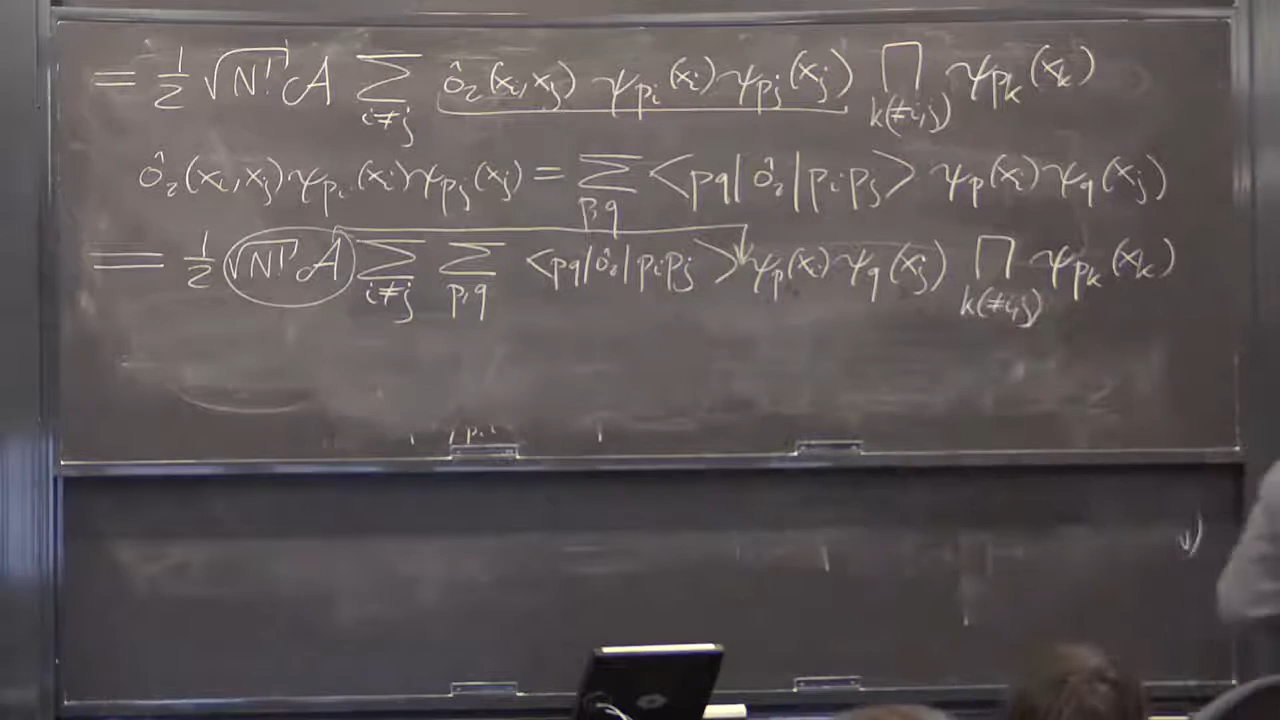 = 1/2 √N! 𝒜 Σ_{i≠j} ô₂(xᵢ,xⱼ) ψ_{pᵢ}(xᵢ) ψ_{pⱼ}(xⱼ) ∏_{k(≠i,j)} ψ_{pₖ}(xₖ)
ô₂(xᵢ,xⱼ) ψ_{pᵢ}(xᵢ) ψ_{pⱼ}(xⱼ) = Σ_{p,q} <pq|ô₂|pᵢpⱼ> ψ_p(xᵢ) ψ_q(xⱼ)
= 1/2 √N! 𝒜 Σ_{i≠j} Σ_{p,q} <pq|ô₂|pᵢpⱼ> ψ_p(xᵢ) ψ_q(xⱼ) ∏_{k(≠i,j)} ψ_{pₖ}(xₖ)